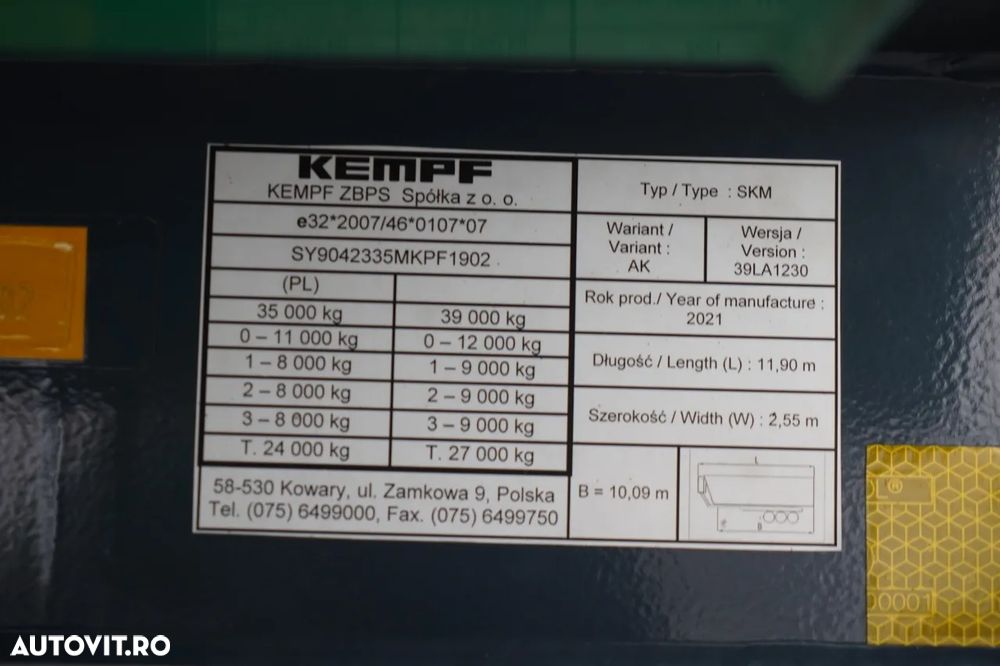 KEMPF
KEMPF ZBPS Spółka z o. o.
e32*2007/46*0107*07
SY9042335MKPF1902
(PL)
35 000 kg 39 000 kg
0 – 11 000 kg 0 – 12 000 kg
1 – 8 000 kg 1 – 9 000 kg
2 – 8 000 kg 2 – 9 000 kg
3 – 8 000 kg 3 – 9 000 kg
T. 24 000 kg T. 27 000 kg
58-530 Kowary, ul. Zamkowa 9, Polska
Tel. (075) 6499000, Fax. (075) 6499750
Typ / Type : SKM
Wariant /
Variant :
AK
Wersja /
Version :
39LA1230
Rok prod./ Year of manufacture :
2021
Długość / Length (L) : 11,90 m
Szerokość / Width (W) : 2,55 m
B = 10,09 m
L
B
0001
AUTOVIT.RO